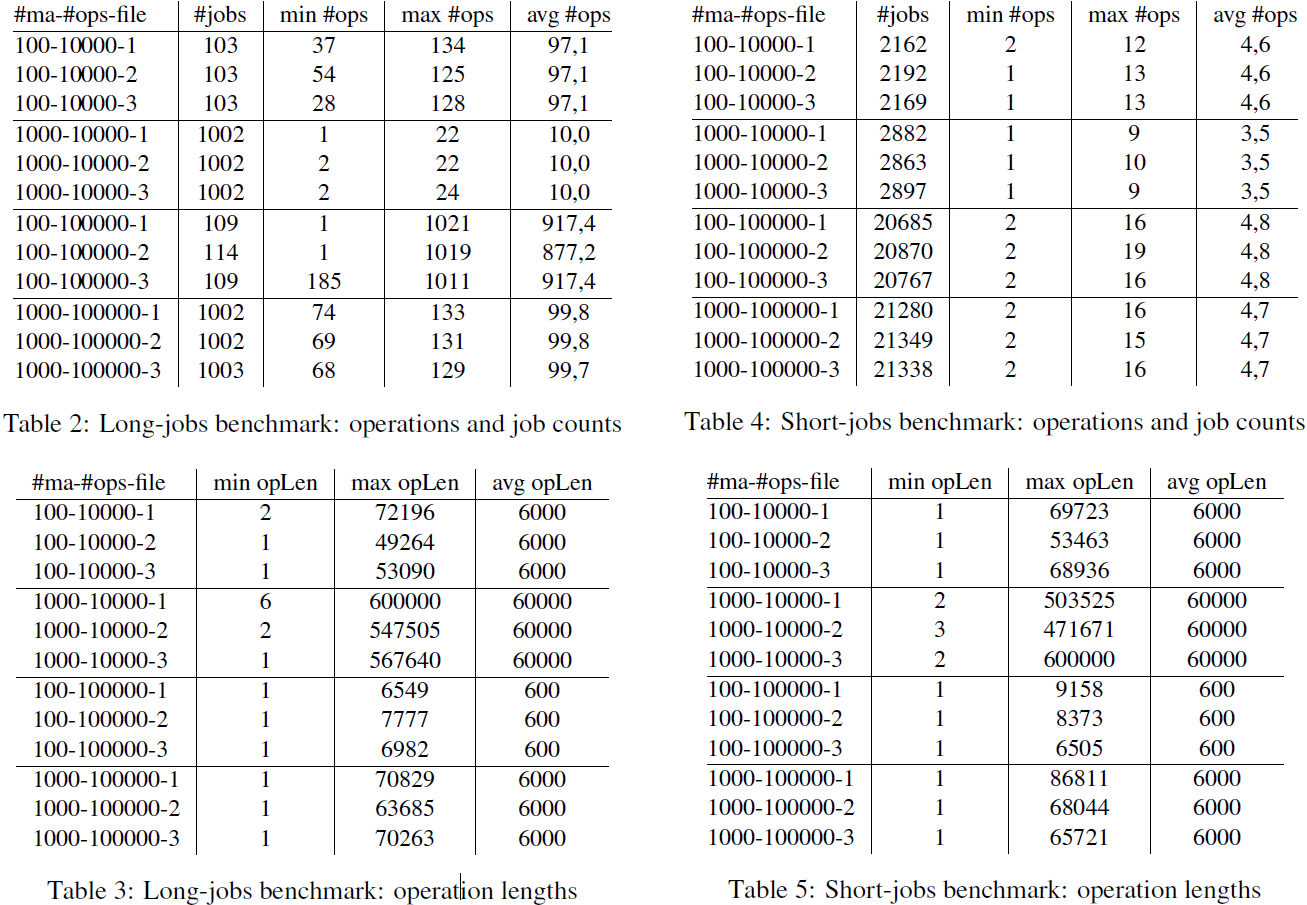 #ma-#ops-file #jobs min #ops max #ops avg #ops
100-10000-1 103 37 134 97,1
100-10000-2 103 54 125 97,1
100-10000-3 103 28 128 97,1
1000-10000-1 1002 1 22 10,0
1000-10000-2 1002 2 22 10,0
1000-10000-3 1002 2 24 10,0
100-100000-1 109 1 1021 917,4
100-100000-2 114 1 1019 877,2
100-100000-3 109 185 1011 917,4
1000-100000-1 1002 74 133 99,8
1000-100000-2 1002 69 131 99,8
1000-100000-3 1003 68 129 99,7
Table 2: Long-jobs benchmark: operations and job counts
#ma-#ops-file min opLen max opLen avg opLen
100-10000-1 2 72196 6000
100-10000-2 1 49264 6000
100-10000-3 1 53090 6000
1000-10000-1 6 600000 60000
1000-10000-2 2 547505 60000
1000-10000-3 1 567640 60000
100-100000-1 1 6549 600
100-100000-2 1 7777 600
100-100000-3 1 6982 600
1000-100000-1 1 70829 6000
1000-100000-2 1 63685 6000
1000-100000-3 1 70263 6000
Table 3: Long-jobs benchmark: operation lengths
#ma-#ops-file #jobs min #ops max #ops avg #ops
100-10000-1 2162 2 12 4,6
100-10000-2 2192 1 13 4,6
100-10000-3 2169 1 13 4,6
1000-10000-1 2882 1 9 3,5
1000-10000-2 2863 1 10 3,5
1000-10000-3 2897 1 9 3,5
100-100000-1 20685 2 16 4,8
100-100000-2 20870 2 19 4,8
100-100000-3 20767 2 16 4,8
1000-100000-1 21280 2 16 4,7
1000-100000-2 21349 2 15 4,7
1000-100000-3 21338 2 16 4,7
Table 4: Short-jobs benchmark: operations and job counts
#ma-#ops-file min opLen max opLen avg opLen
100-10000-1 1 69723 6000
100-10000-2 1 53463 6000
100-10000-3 1 68936 6000
1000-10000-1 2 503525 60000
1000-10000-2 3 471671 60000
1000-10000-3 2 600000 60000
100-100000-1 1 9158 600
100-100000-2 1 8373 600
100-100000-3 1 6505 600
1000-100000-1 1 86811 6000
1000-100000-2 1 68044 6000
1000-100000-3 1 65721 6000
Table 5: Short-jobs benchmark: operation lengths